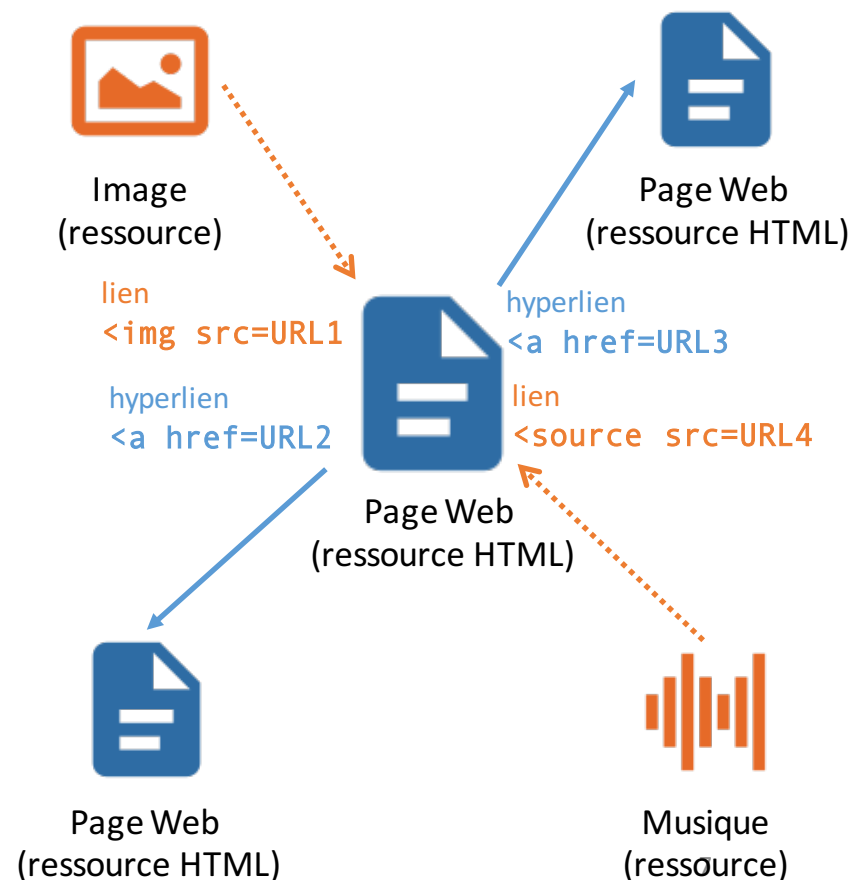 Image
(ressource)
Page Web
(ressource HTML)
lien
<img src=URL1
hyperlien
<a href=URL3
hyperlien
<a href=URL2
lien
<source src=URL4
Page Web
(ressource HTML)
Page Web
(ressource HTML)
Musique
(ressource)
7